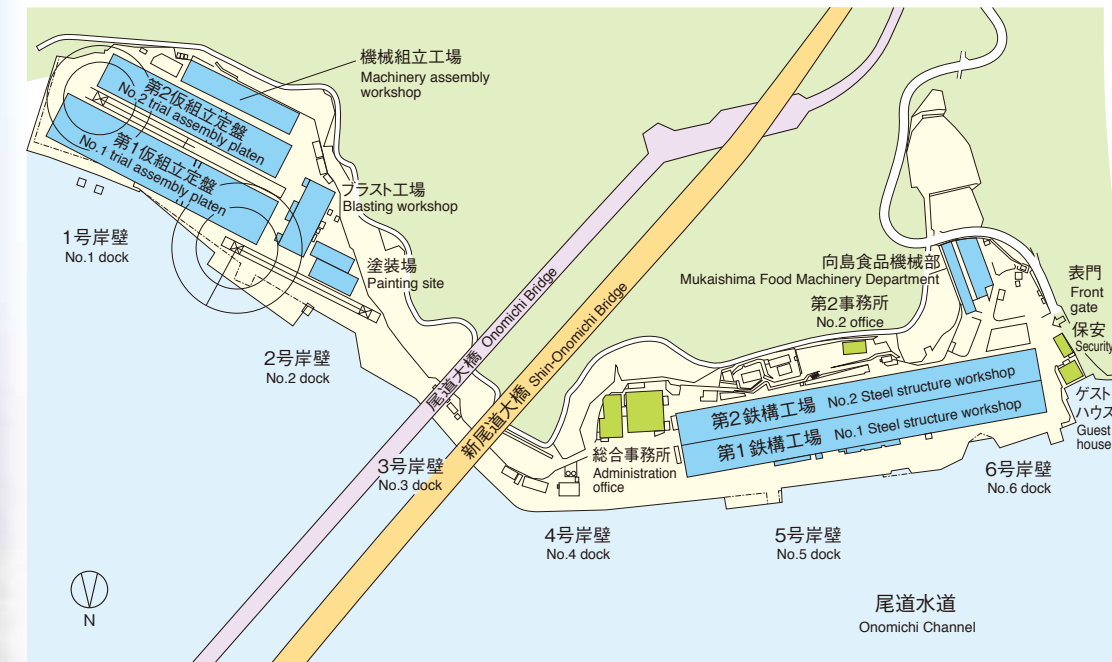 機械組立工場
Machinery assembly
workshop
第2仮組立定盤
No.2 trial assembly platen
第1仮組立定盤
No.1 trial assembly platen
ブラスト工場
Blasting workshop
1号岸壁
No.1 dock
塗装場
Painting site
2号岸壁
No.2 dock
尾道大橋 Onomichi Bridge
新尾道大橋 Shin-Onomichi Bridge
向島食品機械部
Mukaishima Food Machinery Department
第2事務所
No.2 office
表門
Front
gate
保安
Security
ゲスト
ハウス
Guest
house
第2鉄構工場 No.2 Steel structure workshop
第1鉄構工場 No.1 Steel structure workshop
総合事務所
Administration
office
3号岸壁
No.3 dock
4号岸壁
No.4 dock
5号岸壁
No.5 dock
6号岸壁
No.6 dock
尾道水道
Onomichi Channel
N